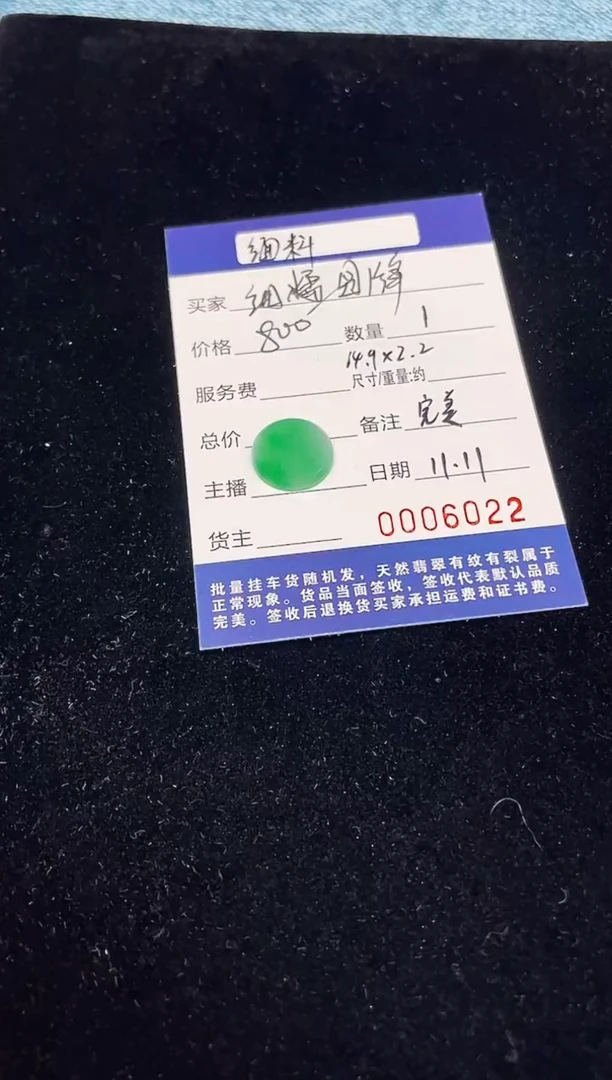 缅料
买家 细糯圆牌
价格 800 数量 1
14.9×2.2
服务费 尺寸/重量:约
总价 备注 完美
主播 日期 11.11
货主 0006022
批量挂车货随机发，天然翡翠有纹有裂属于
正常现象。货品当面签收，签收代表默认品质
完美。签收后退换货买家承担运费和证书费。